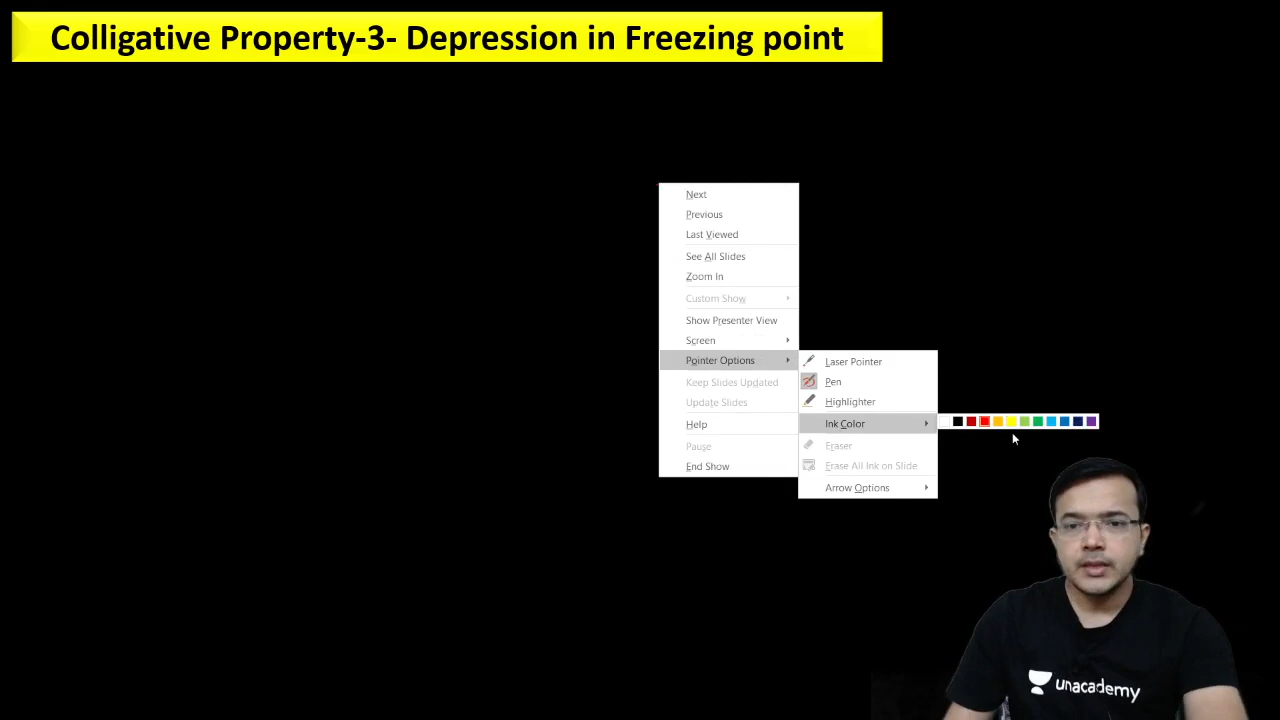 Colligative Property-3- Depression in Freezing point
Next
Previous
Last Viewed
See All Slides
Zoom In
Custom Show
Show Presenter View
Screen
Pointer Options
Keep Slides Updated
Update Slides
Help
Pause
End Show
Laser Pointer
Pen
Highlighter
Ink Color
Eraser
Erase All Ink on Slide
Arrow Options
unacademy